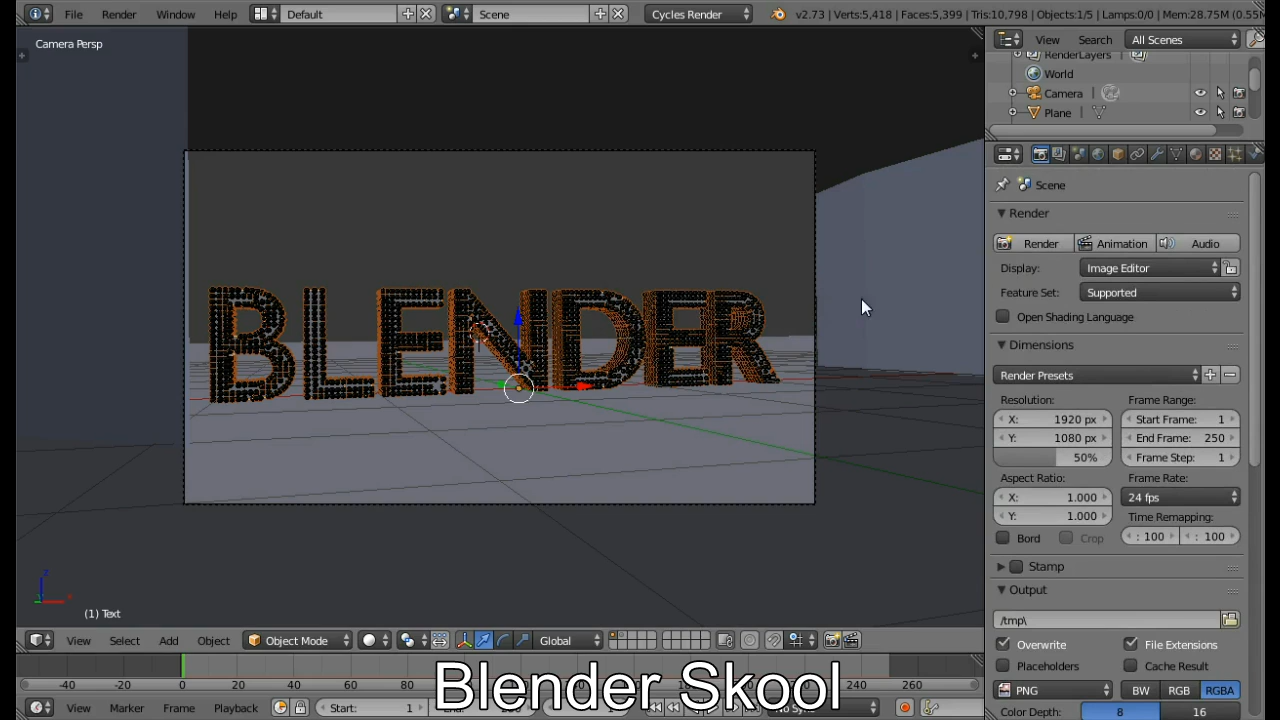 File Render Window Help Default Scene Cycles Render v2.73 | Verts:5,418 | Faces:5,399 | Tris:10,798 | Objects:1/5 | Lamps:0/0 | Mem:28.75M (0.55M
Camera Persp
View Search All Scenes
RenderLayers
World
Camera
Plane
Scene
Render
Render Animation Audio
Display: Image Editor
Feature Set: Supported
Open Shading Language
Dimensions
Render Presets
Resolution: Frame Range:
X: 1920 px Start Frame: 1
Y: 1080 px End Frame: 250
50% Frame Step: 1
Aspect Ratio: Frame Rate:
X: 1.000 24 fps
Y: 1.000 Time Remapping:
Bord Crop : 100 : 100
Stamp
Output
/tmp\
Overwrite File Extensions
Placeholders Cache Result
PNG BW RGB RGBA
Color Depth: 8 16
BLENDER
z
x
(1) Text
View Select Add Object Object Mode Global
-40 -20 0 20 40 60 80 240 260
Blender Skool
View Marker Frame Playback Start: 1